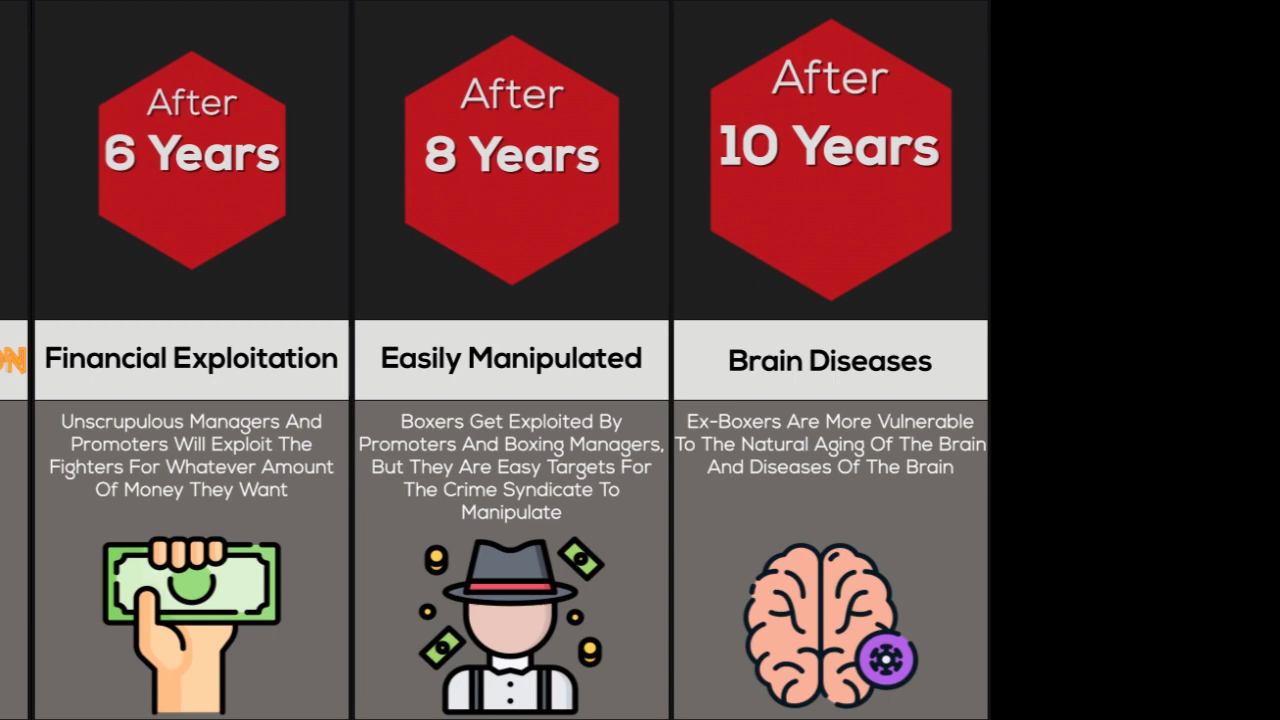 After
6 Years
Financial Exploitation
Unscrupulous Managers And
Promoters Will Exploit The
Fighters For Whatever Amount
Of Money They Want
After
8 Years
Easily Manipulated
Boxers Get Exploited By
Promoters And Boxing Managers,
But They Are Easy Targets For
The Crime Syndicate To
Manipulate
After
10 Years
Brain Diseases
Ex-Boxers Are More Vulnerable
To The Natural Aging Of The Brain
And Diseases Of The Brain